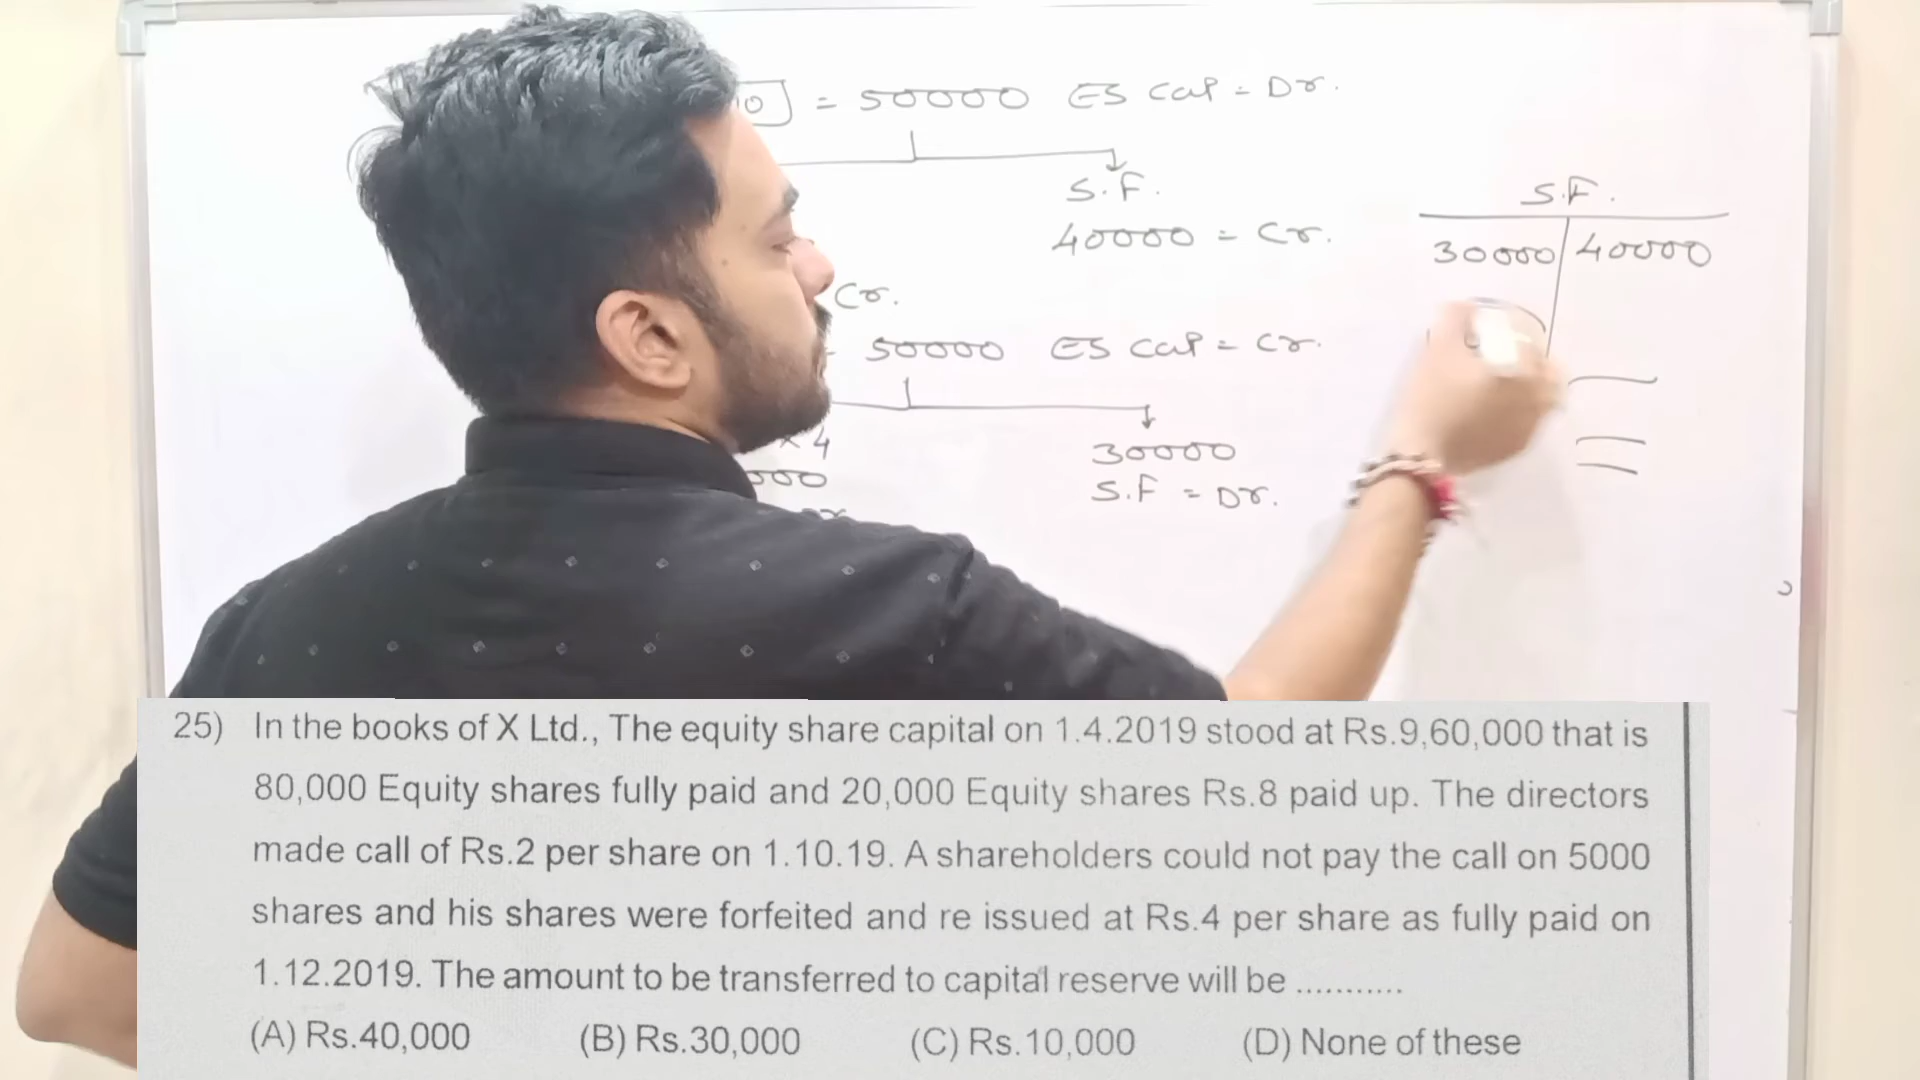 10 = 50000 ES Cap = Dr.
S.F.
40000 = Cr.
S.F.
30000 40000
Cr.
- 50000 ES Cap = Cr.
× 4
000
30000
S.F = Dr.
25) In the books of X Ltd., The equity share capital on 1.4.2019 stood at Rs.9,60,000 that is
80,000 Equity shares fully paid and 20,000 Equity shares Rs.8 paid up. The directors
made call of Rs.2 per share on 1.10.19. A shareholders could not pay the call on 5000
shares and his shares were forfeited and re issued at Rs.4 per share as fully paid on
1.12.2019. The amount to be transferred to capital reserve will be ...........
(A) Rs.40,000 (B) Rs.30,000 (C) Rs.10,000 (D) None of these